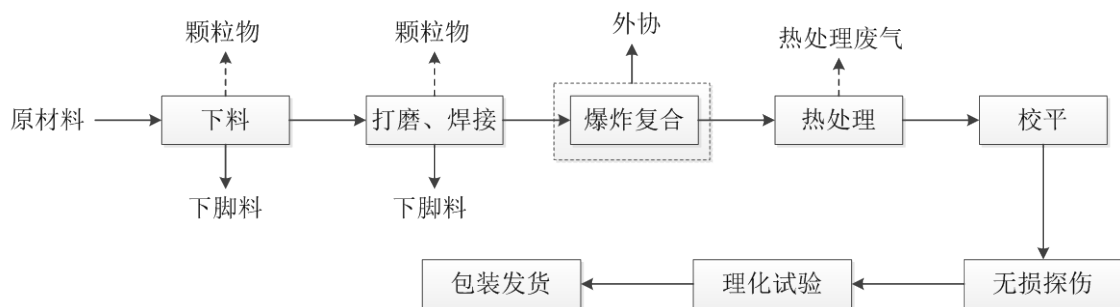 颗粒物
颗粒物
外协
热处理废气
原材料
下料
打磨、焊接
爆炸复合
热处理
校平
下脚料
下脚料
包装发货
理化试验
无损探伤